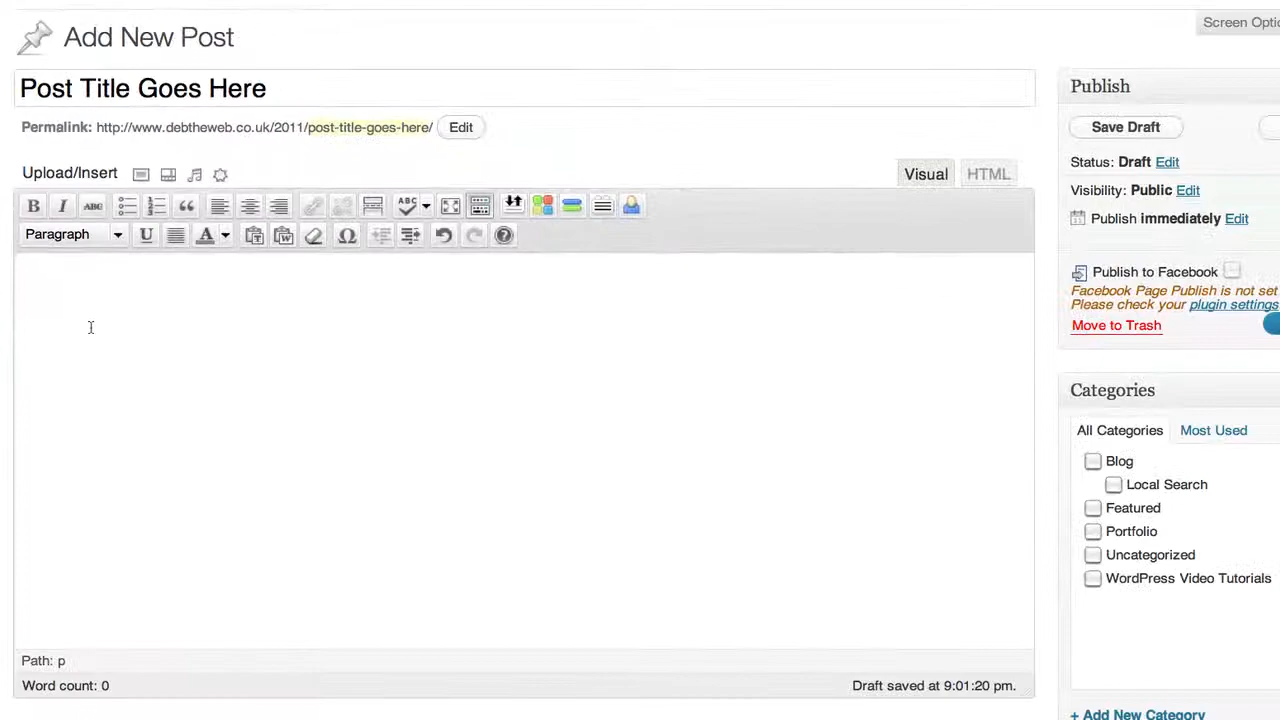 Screen Optio
Add New Post
Post Title Goes Here
Permalink: http://www.debtheweb.co.uk/2011/post-title-goes-here/ Edit
Upload/Insert
Visual HTML
B I ABC ABC
Paragraph U A T W Ω ?
Path: p
Word count: 0 Draft saved at 9:01:20 pm.
Publish
Save Draft
Status: Draft Edit
Visibility: Public Edit
Publish immediately Edit
Publish to Facebook
Facebook Page Publish is not set
Please check your plugin settings
Move to Trash
Categories
All Categories Most Used
Blog
Local Search
Featured
Portfolio
Uncategorized
WordPress Video Tutorials
+ Add New Category